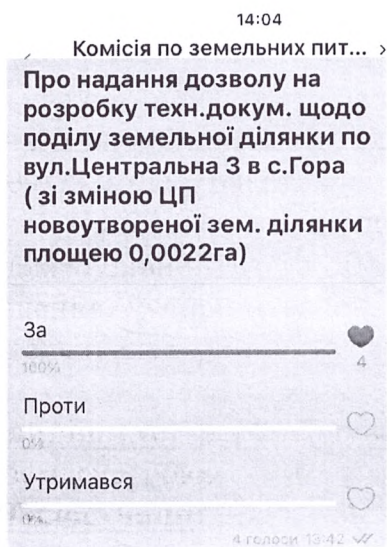 14:04
Комісія по земельних пит... >
Про надання дозволу на
розробку техн.докум. щодо
поділу земельної ділянки по
вул.Центральна 3 в с.Гора
( зі зміною ЦП
новоутвореної зем. ділянки
площею 0,0022га)
За
100% 4
Проти
0%
Утримався
0%
4 голоси 13:42